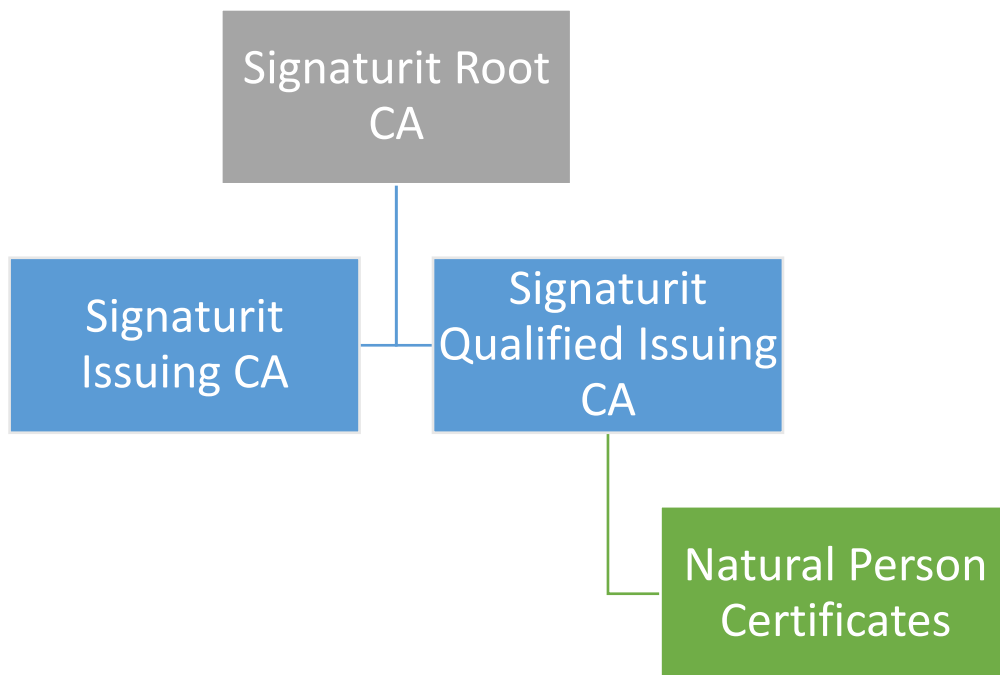 Signaturit Root
CA
Signaturit
Issuing CA
Signaturit
Qualified Issuing
CA
Natural Person
Certificates